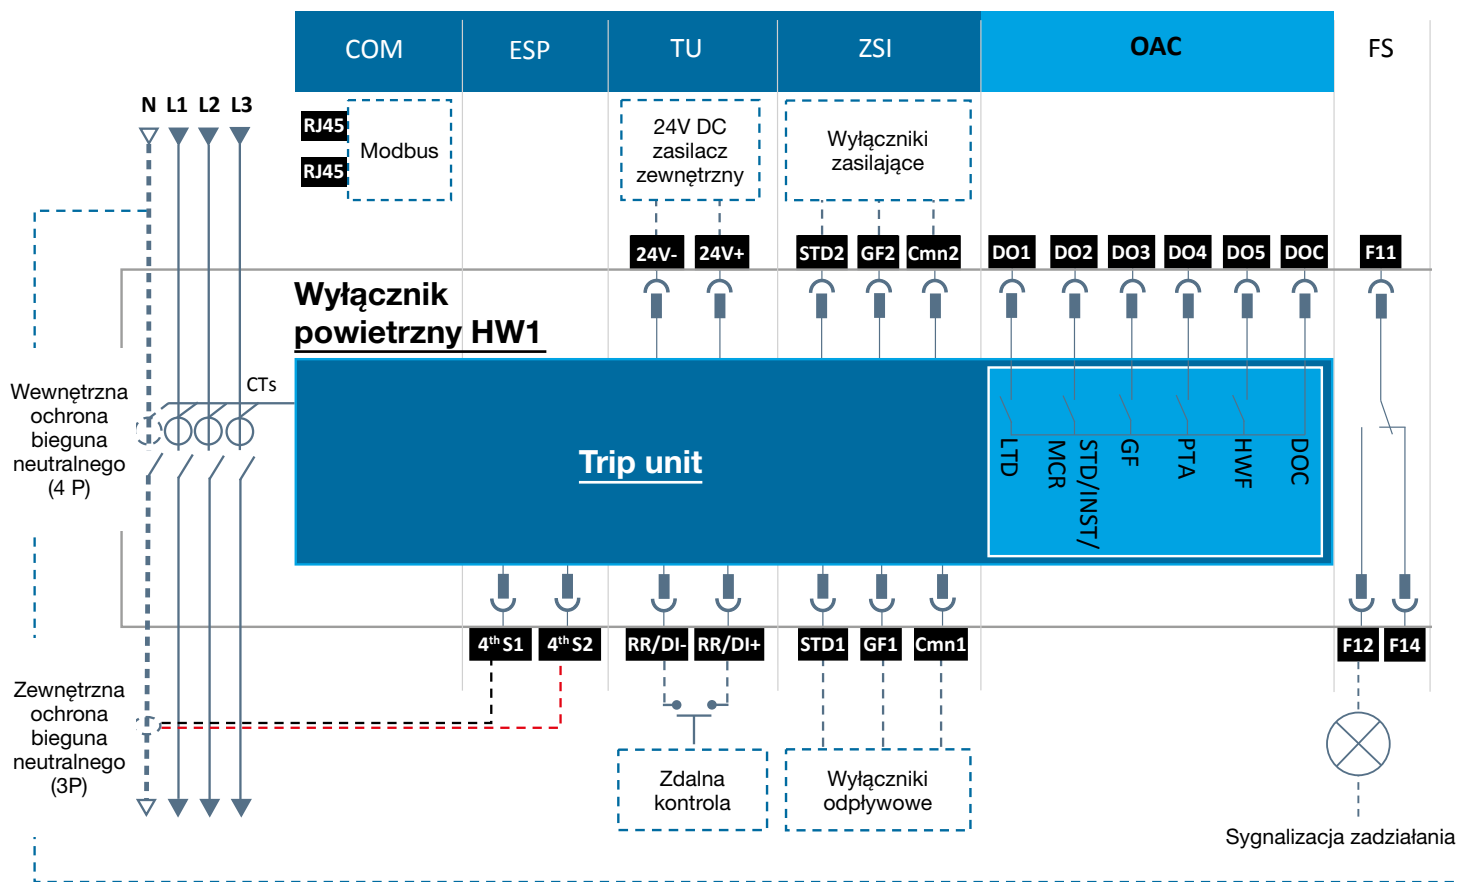 COM ESP TU ZSI OAC FS
N L1 L2 L3
RJ45
RJ45
Modbus
24V DC
zasilacz
zewnętrzny
Wyłączniki
zasilające
24V- 24V+ STD2 GF2 Cmn2 DO1 DO2 DO3 DO4 DO5 DOC F11
Wyłącznik
powietrzny HW1
CTs
Wewnętrzna
ochrona
bieguna
neutralnego
(4 P)
Trip unit
LTD
STD/INST/
MCR
GF
PTA
HWF
DOC
4th S1 4th S2 RR/DI- RR/DI+ STD1 GF1 Cmn1 F12 F14
Zewnętrzna
ochrona
bieguna
neutralnego
(3P)
Zdalna
kontrola
Wyłączniki
odpływowe
Sygnalizacja zadziałania